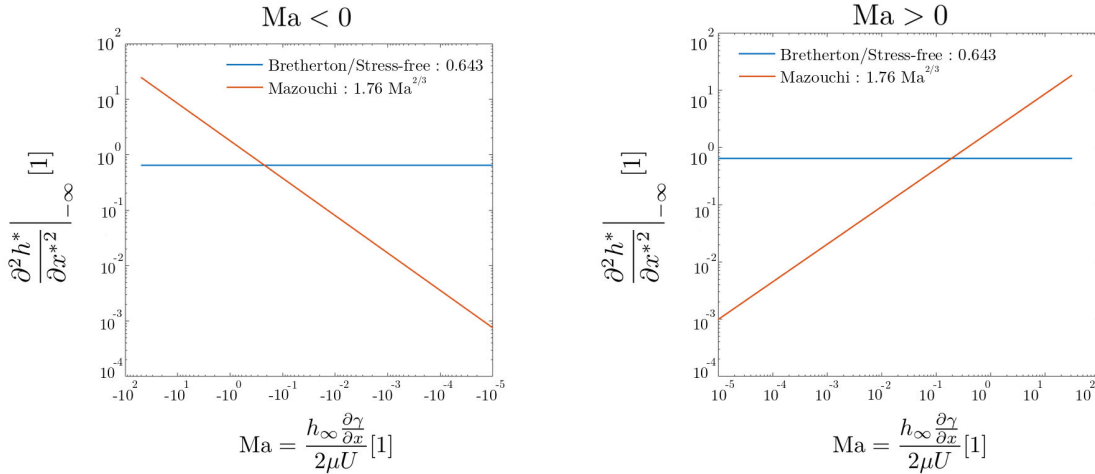 Ma < 0
10^2
10^1
10^0
10^-1
10^-2
10^-3
10^-4
Bretherton/Stress-free : 0.643
Mazouchi : 1.76 Ma^2/3
∂²h*/∂x*² |−∞ [1]
-10^2 -10^1 -10^0 -10^-1 -10^-2 -10^-3 -10^-4 -10^-5
Ma = h∞ ∂γ/∂x / 2μU [1]
Ma > 0
10^2
10^1
10^0
10^-1
10^-2
10^-3
10^-4
Bretherton/Stress-free : 0.643
Mazouchi : 1.76 Ma^2/3
∂²h*/∂x*² |−∞ [1]
10^-5 10^-4 10^-3 10^-2 10^-1 10^0 10^1 10^2
Ma = h∞ ∂γ/∂x / 2μU [1]